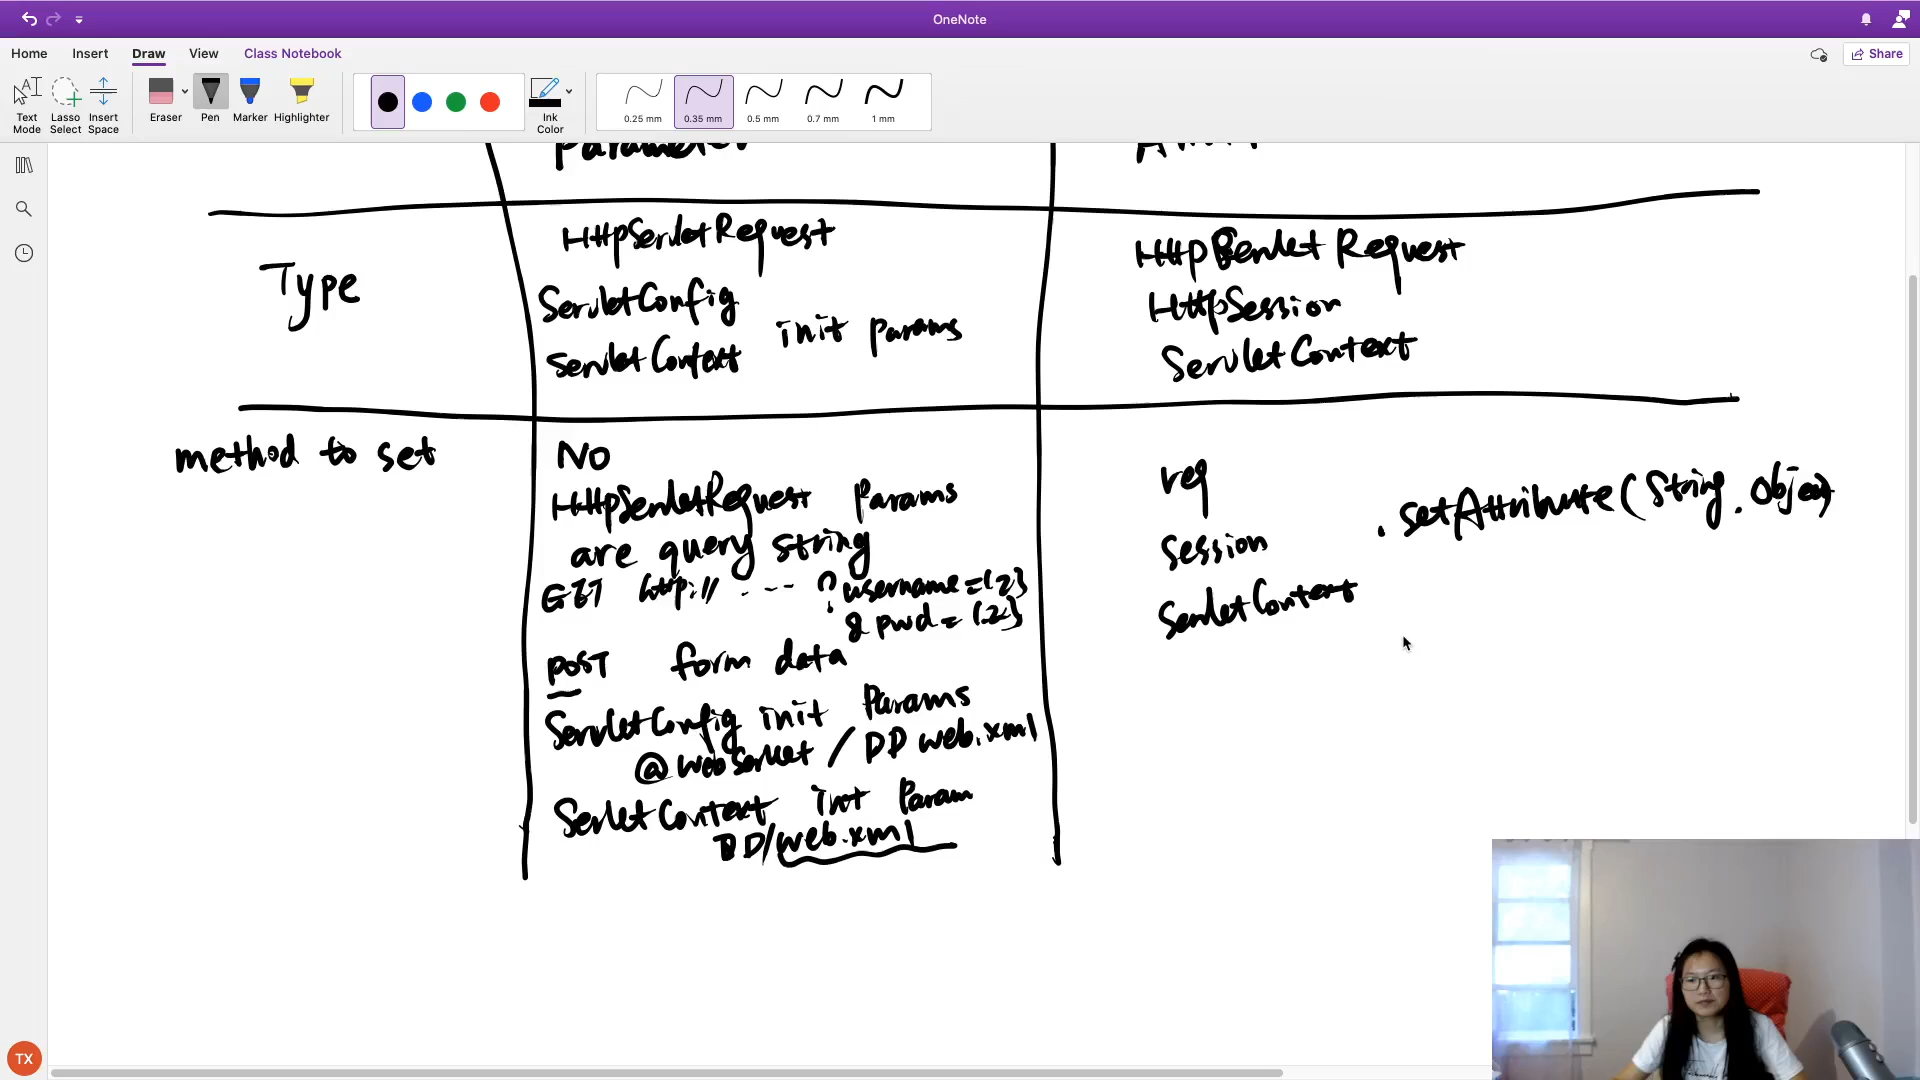 OneNote
Home Insert Draw View Class Notebook
Share
Text Mode
Lasso Select
Insert Space
Eraser
Pen
Marker
Highlighter
Ink Color
0.25 mm
0.35 mm
0.5 mm
0.7 mm
1 mm
Parameter
Type
HttpServletRequest
ServletConfig
ServletContext
init params
HttpServletRequest
HttpSession
ServletContext
method to set
NO
HttpServletRequest Params
are query string
GET http:// . --- ? username={2}
& pwd = {2}
POST form data
ServletConfig init Params
@WebServlet / DD web.xml
ServletContext init Param
DD/web.xml
req
session
ServletContext
.setAttribute(String, Object)
TX